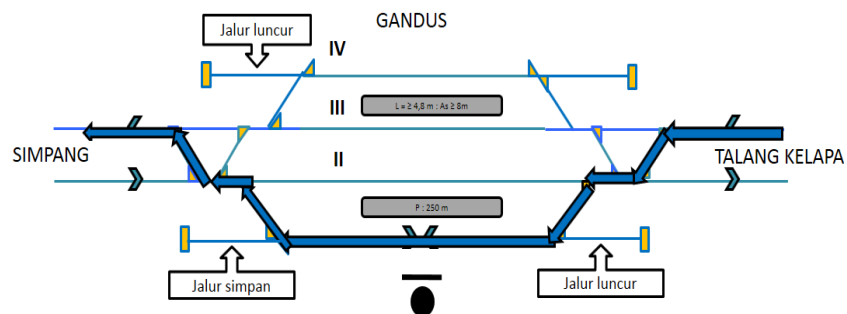 GANDUS
Jalur luncur
IV
L = ≥ 4,8 m : As ≥ 8m
III
SIMPANG
II
TALANG KELAPA
P : 250 m
Jalur simpan
Jalur luncur